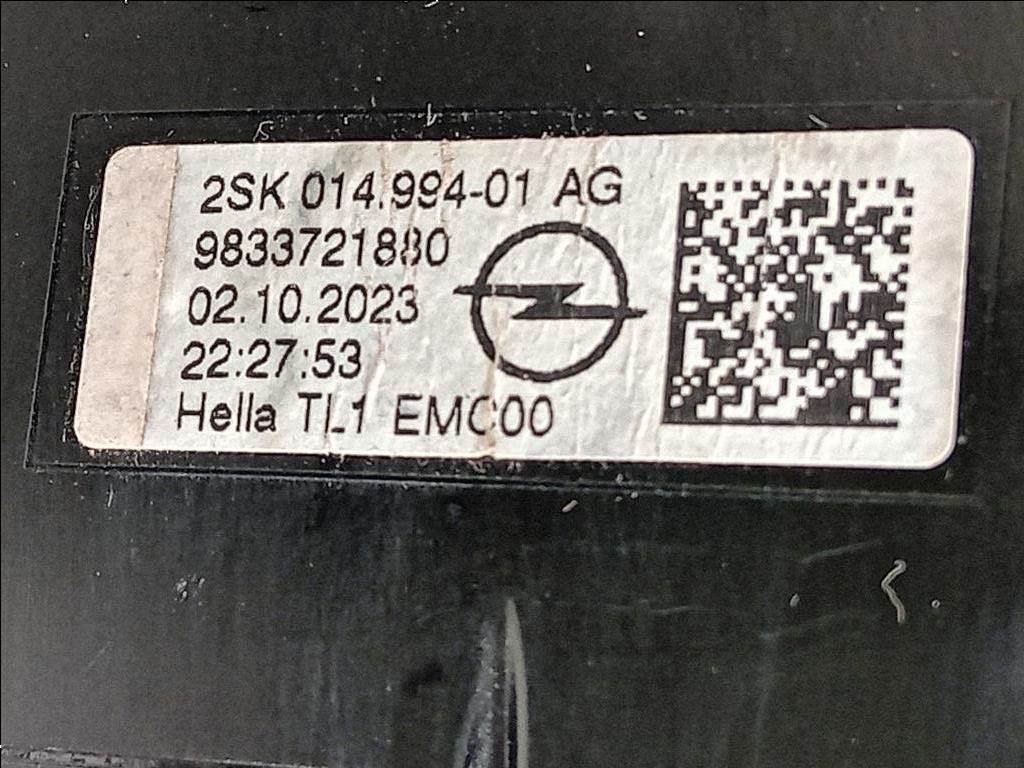 2SK 014.994-01 AG
9833721880
02.10.2023
22:27:53
Hella TL1 EMC00